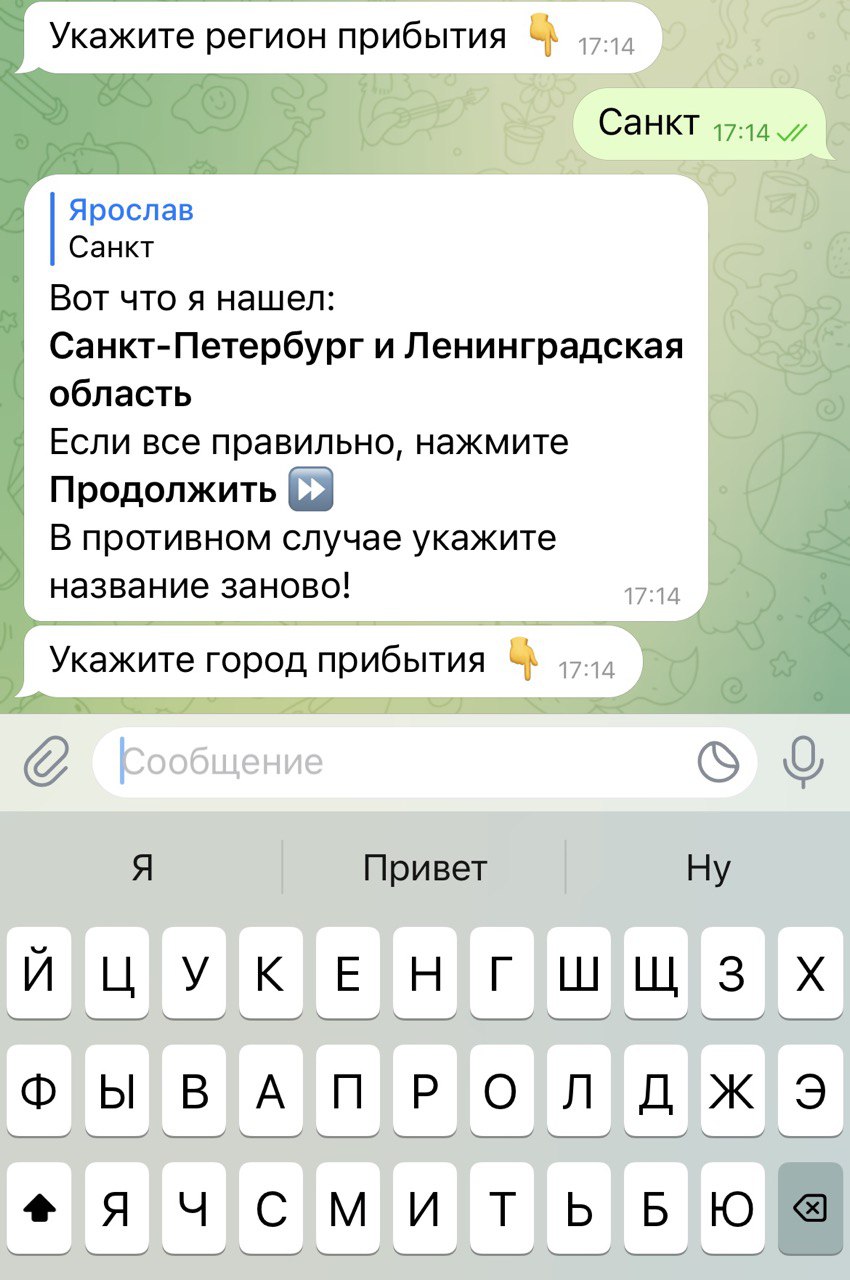 Укажите регион прибытия 👇 17:14
Санкт 17:14
Ярослав
Санкт
Вот что я нашел:
Санкт-Петербург и Ленинградская
область
Если все правильно, нажмите
Продолжить ⏩
В противном случае укажите
название заново! 17:14
Укажите город прибытия 👇 17:14
Сообщение
Я Привет Ну
Й Ц У К Е Н Г Ш Щ З Х
Ф Ы В А П Р О Л Д Ж Э
Я Ч С М И Т Ь Б Ю